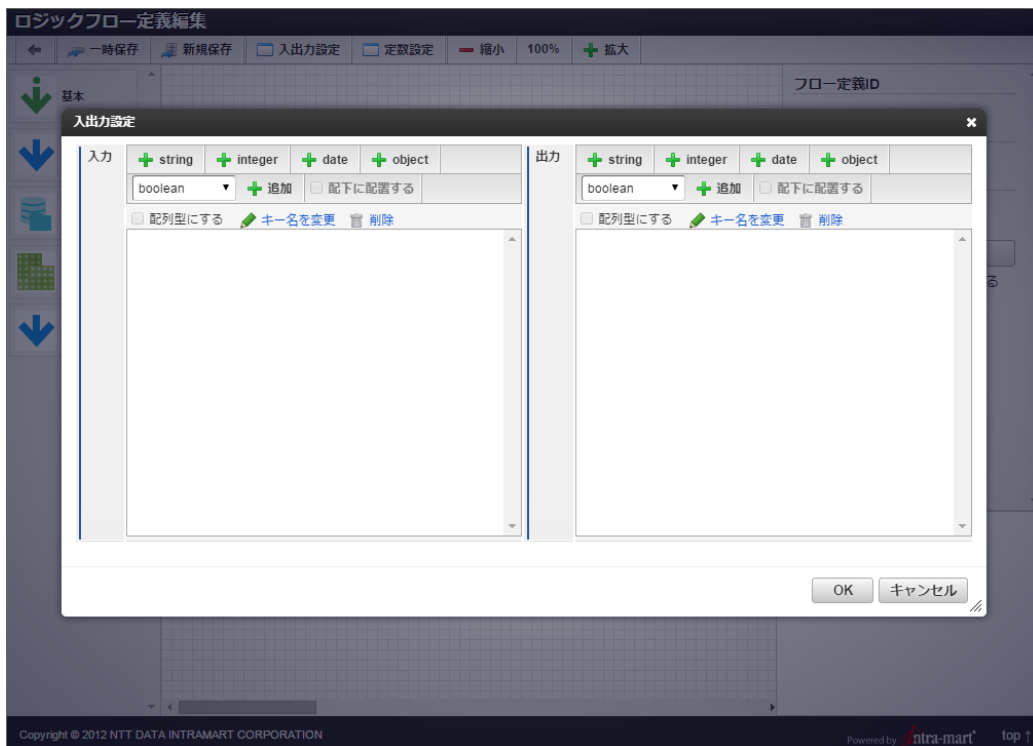 ロジックフロー定義編集
一時保存 新規保存 入出力設定 定数設定 縮小 100% 拡大
基本
フロー定義ID
入出力設定
入力
string integer date object
boolean 追加 配下に配置する
配列型にする キー名を変更 削除
出力
string integer date object
boolean 追加 配下に配置する
配列型にする キー名を変更 削除
る
OK キャンセル
Copyright © 2012 NTT DATA INTRAMART CORPORATION
Powered by intra-mart top ↑